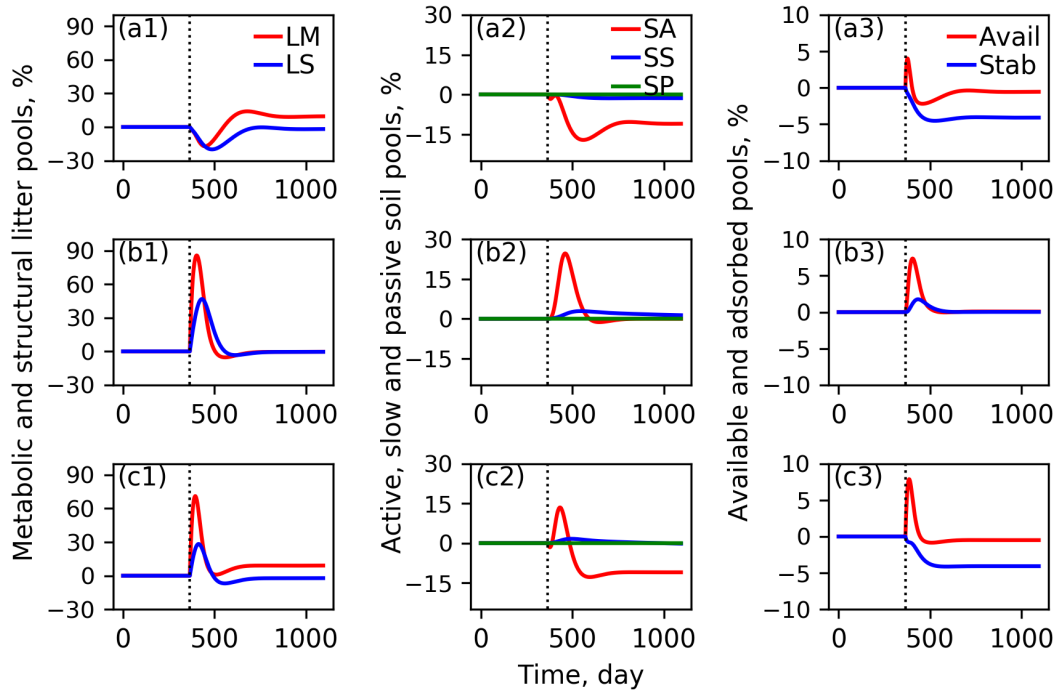 Metabolic and structural litter pools, %
(a1)
LM
LS
90
60
30
0
−30
0 500 1000
Active, slow and passive soil pools, %
(a2)
SA
SS
SP
30
15
0
−15
0 500 1000
Available and adsorbed pools, %
(a3)
Avail
Stab
10
5
0
−5
−10
0 500 1000
(b1)
90
60
30
0
−30
0 500 1000
(b2)
30
15
0
−15
0 500 1000
(b3)
10
5
0
−5
−10
0 500 1000
(c1)
90
60
30
0
−30
0 500 1000
(c2)
30
15
0
−15
0 500 1000
(c3)
10
5
0
−5
−10
0 500 1000
Time, day